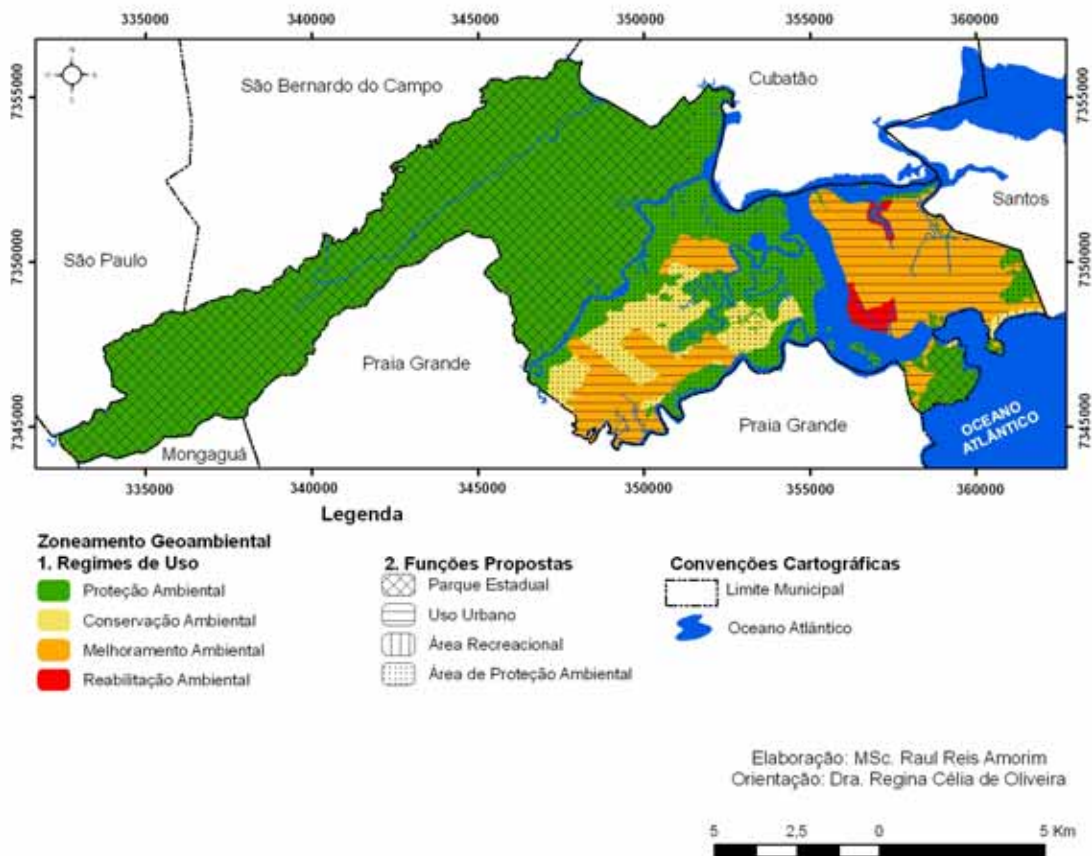 335000 340000 345000 350000 355000 360000
7355000
7355000
São Bernardo do Campo
Cubatão
Santos
São Paulo
7350000
7350000
Praia Grande
Praia Grande
OCEANO
ATLÂNTICO
7345000
7345000
Mongaguá
335000 340000 345000 350000 355000 360000
Legenda
Zoneamento Geoambiental
1. Regimes de Uso
Proteção Ambiental
Conservação Ambiental
Melhoramento Ambiental
Reabilitação Ambiental
2. Funções Propostas
Parque Estadual
Uso Urbano
Área Recreacional
Área de Proteção Ambiental
Convenções Cartográficas
Limite Municipal
Oceano Atlântico
Elaboração: MSc. Raul Reis Amorim
Orientação: Dra. Regina Célia de Oliveira
5 2,5 0 5 Km